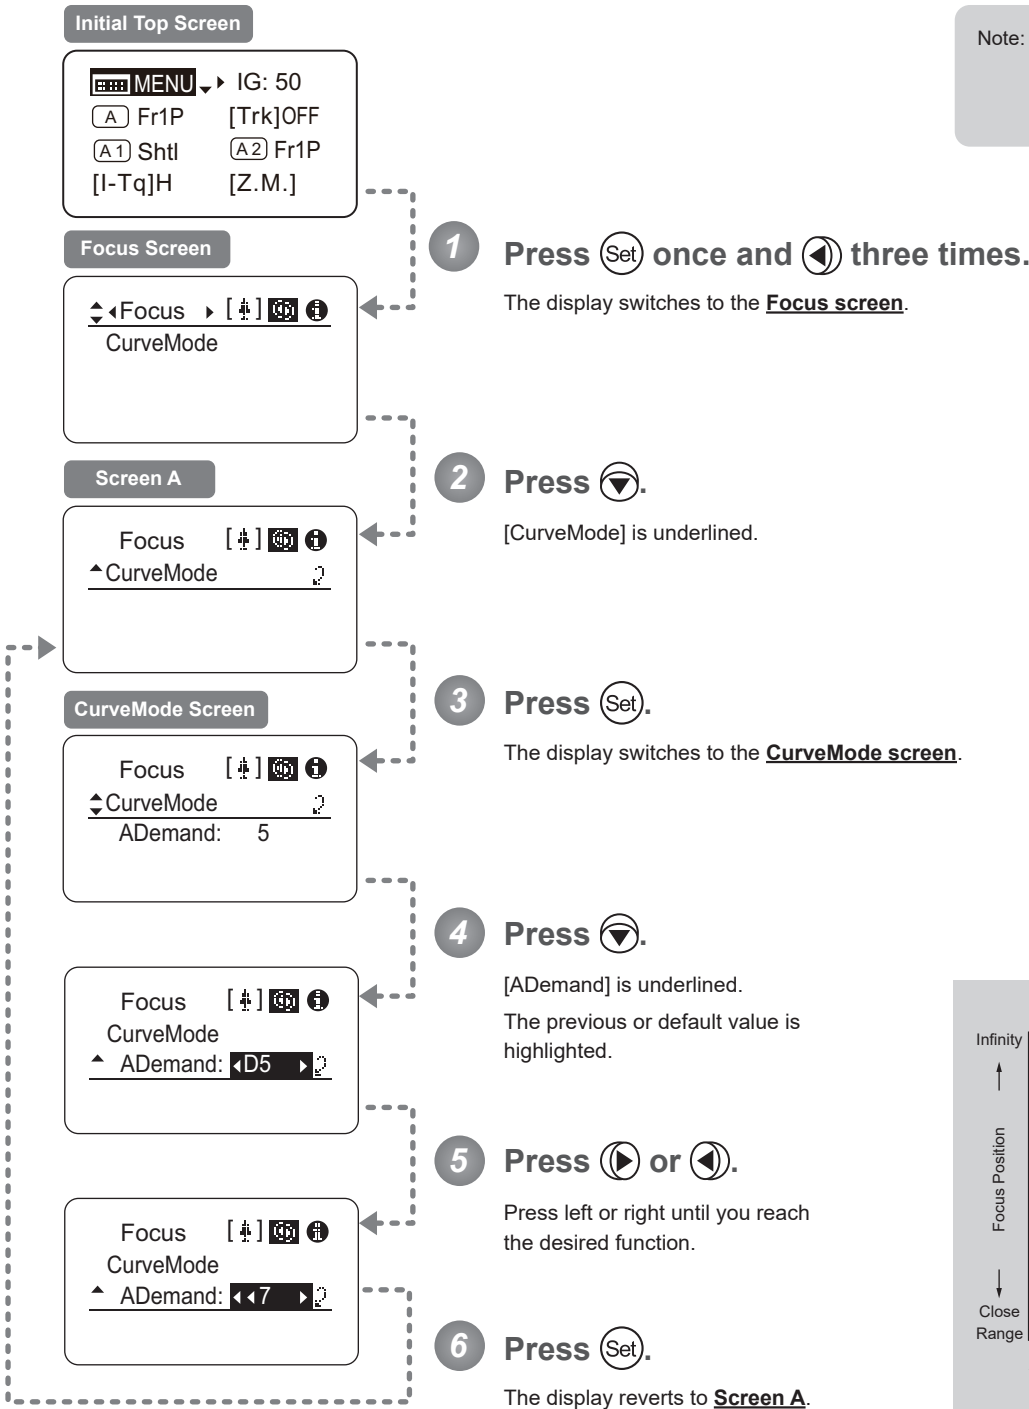 Initial Top Screen
MENU IG: 50
A Fr1P [Trk]OFF
A1 Shtl A2 Fr1P
[I-Tq]H [Z.M.]
Note:
Focus Screen
Focus [ ]
CurveMode
1 Press Set once and three times.
The display switches to the Focus screen.
Screen A
Focus [ ]
CurveMode
2 Press .
[CurveMode] is underlined.
CurveMode Screen
Focus [ ]
CurveMode
ADemand: 5
3 Press Set.
The display switches to the CurveMode screen.
Focus [ ]
CurveMode
ADemand: D5
4 Press .
[ADemand] is underlined.
The previous or default value is
highlighted.
Focus [ ]
CurveMode
ADemand: 7
5 Press or .
Press left or right until you reach
the desired function.
6 Press Set.
The display reverts to Screen A.
Infinity
Focus Position
Close
Range